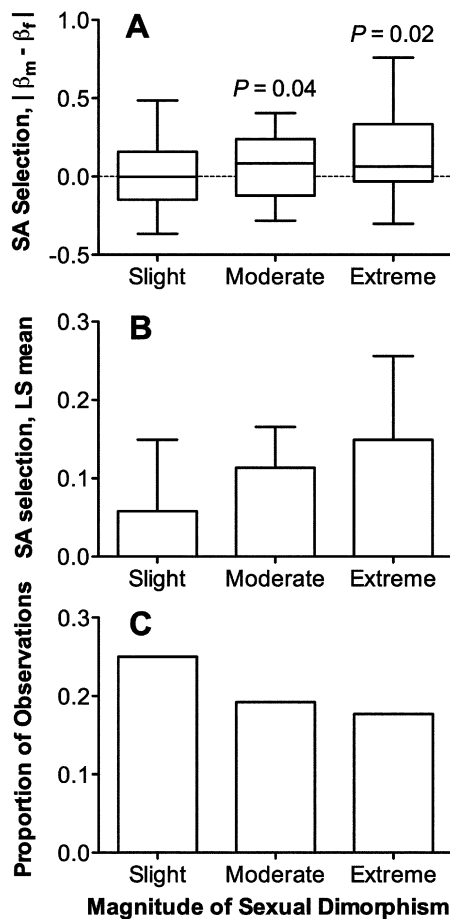 A
SA Selection, | βm - βf |
1.0
0.5
0.0
-0.5
P = 0.04
P = 0.02
Slight Moderate Extreme
B
SA selection, LS mean
0.3
0.2
0.1
0.0
Slight Moderate Extreme
C
Proportion of Observations
0.3
0.2
0.1
0.0
Slight Moderate Extreme
Magnitude of Sexual Dimorphism